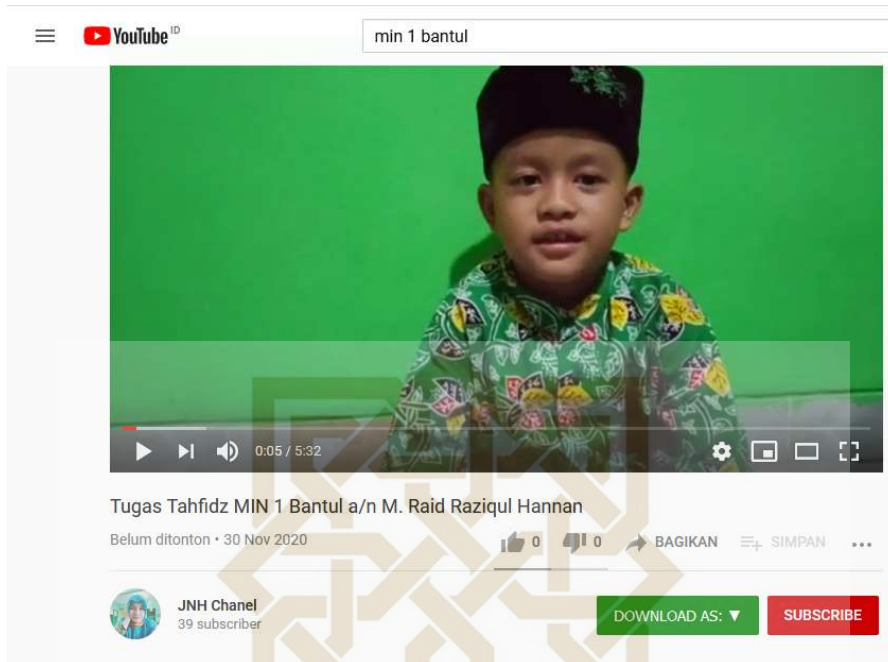 YouTube ID
min 1 bantul
0:05 / 5:32
Tugas Tahfidz MIN 1 Bantul a/n M. Raid Raziqul Hannan
Belum ditonton • 30 Nov 2020
0 0 BAGIKAN SIMPAN
JNH Chanel
39 subscriber
DOWNLOAD AS: ▼ SUBSCRIBE